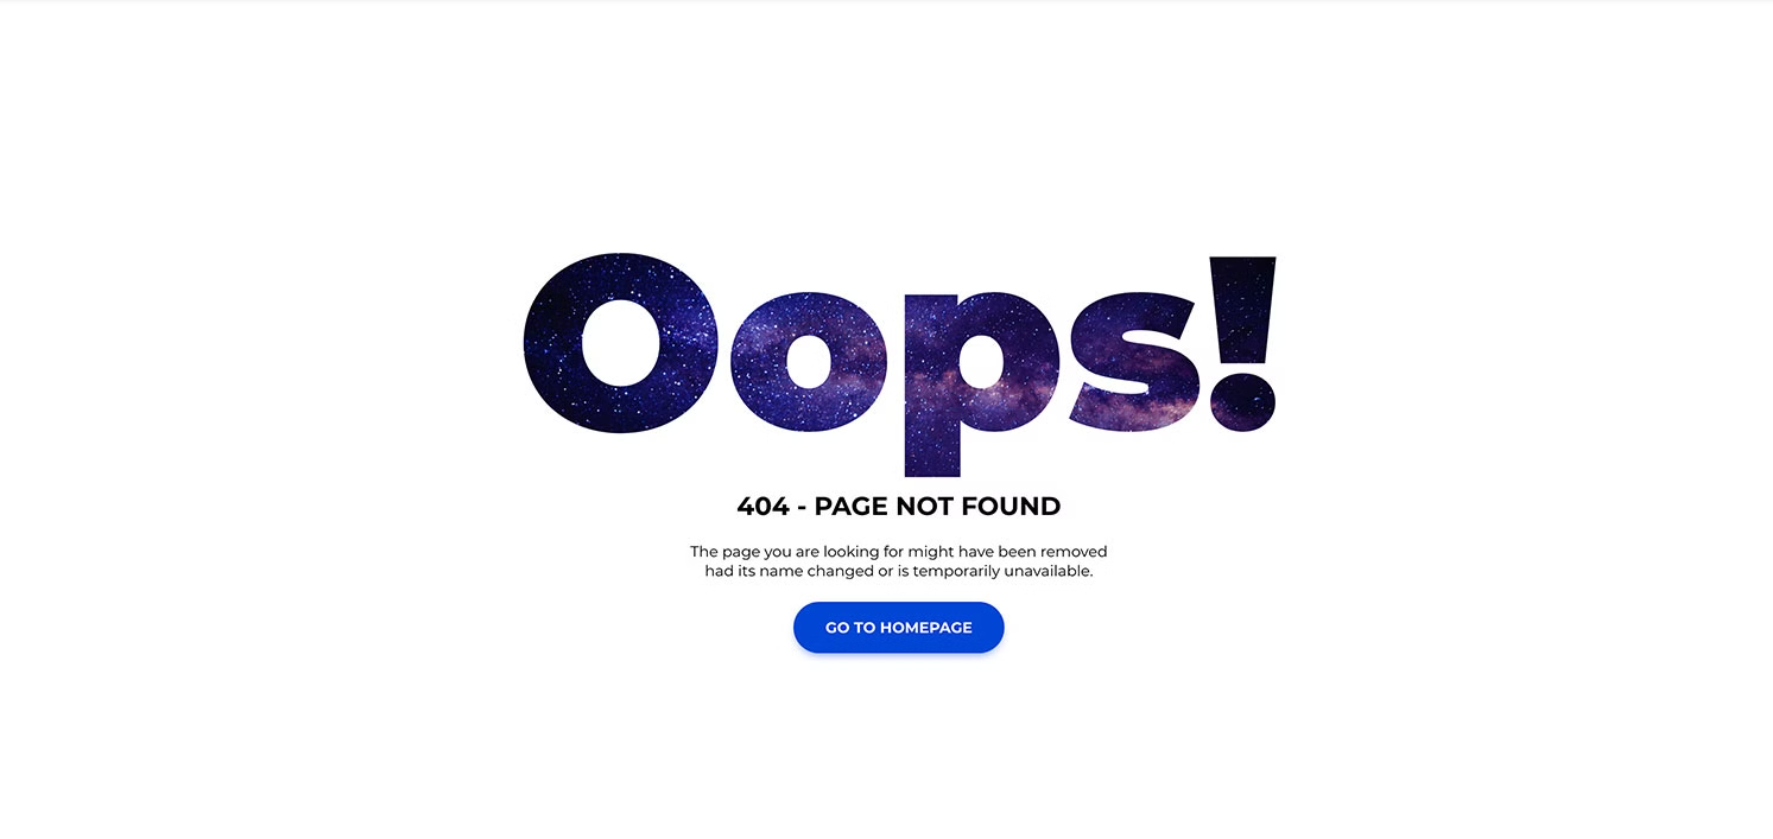 Oops!
404 - PAGE NOT FOUND
The page you are looking for might have been removed
had its name changed or is temporarily unavailable.
GO TO HOMEPAGE